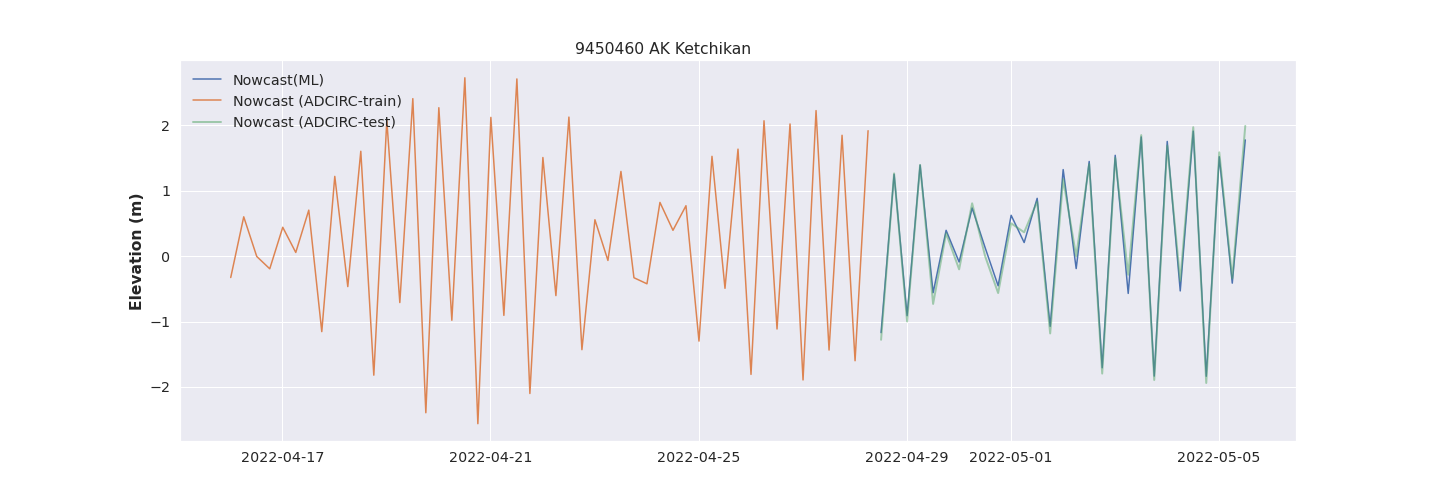 9450460 AK Ketchikan
Nowcast(ML)
Nowcast (ADCIRC-train)
Nowcast (ADCIRC-test)
Elevation (m)
2
1
0
−1
−2
2022-04-17
2022-04-21
2022-04-25
2022-04-29
2022-05-01
2022-05-05